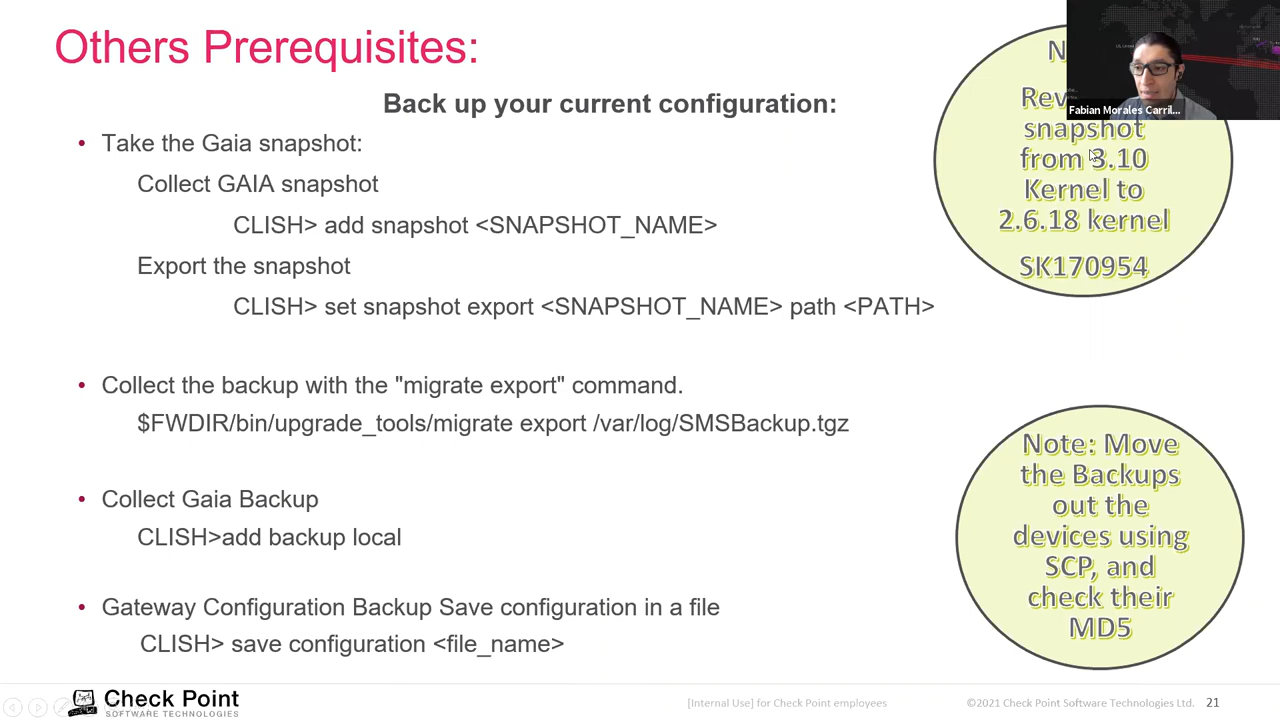 Others Prerequisites:
Back up your current configuration:
• Take the Gaia snapshot:
Collect GAIA snapshot
CLISH> add snapshot <SNAPSHOT_NAME>
Export the snapshot
CLISH> set snapshot export <SNAPSHOT_NAME> path <PATH>
• Collect the backup with the "migrate export" command.
$FWDIR/bin/upgrade_tools/migrate export /var/log/SMSBackup.tgz
• Collect Gaia Backup
CLISH>add backup local
• Gateway Configuration Backup Save configuration in a file
CLISH> save configuration <file_name>
snapshot
from 3.10
Kernel to
2.6.18 kernel
SK170954
Fabian Morales Carril...
Note: Move
the Backups
out the
devices using
SCP, and
check their
MD5
Check Point
SOFTWARE TECHNOLOGIES
[Internal Use] for Check Point employees
©2021 Check Point Software Technologies Ltd.
21